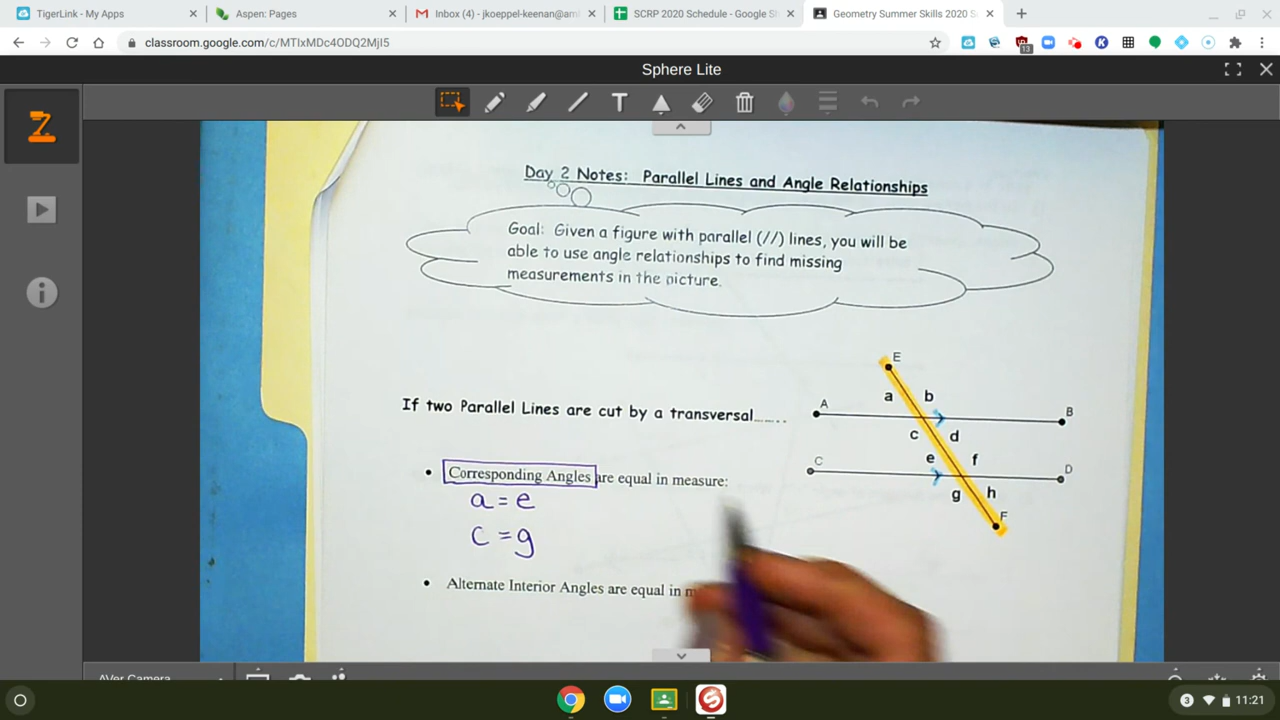 TigerLink - My Apps
Aspen: Pages
Inbox (4) - jkoeppel-keenan@am
SCRP 2020 Schedule - Google S
Geometry Summer Skills 2020 S
classroom.google.com/c/MTIxMDc4ODQ2MjI5
13
Sphere Lite
T
Day 2 Notes: Parallel Lines and Angle Relationships
Goal: Given a figure with parallel (//) lines, you will be
able to use angle relationships to find missing
measurements in the picture.
If two Parallel Lines are cut by a transversal.......
Corresponding Angles are equal in measure:
a = e
c = g
Alternate Interior Angles are equal in m
E
a b
A B
c d
C e f D
g h
F
AVer Camera
3 11:21